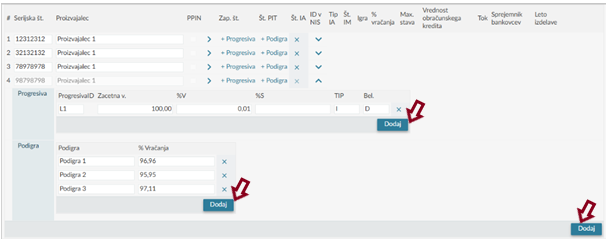 # Serijska št. Proizvajalec PPIN Zap. št. Št. PIT Št. IA ID v NIS Tip IA Št. IM Igra % vračanja Max. stava Vrednost obračunskega kredita Tok Sprejemnik bankovcev Leto izdelave
1 12312312 Proizvajalec 1 > + Progresiva + Podigra ×
2 32132132 Proizvajalec 1 > + Progresiva + Podigra ×
3 78978978 Proizvajalec 1 > + Progresiva + Podigra ×
4 98798798 Proizvajalec 1 > + Progresiva + Podigra ×
Progresiva ProgresivaID Zacetna v. %V %S TIP Bel.
L1 100,00 0,01 I D ×
Dodaj
Podigra Podigra % Vračanja
Podigra 1 96,96 ×
Podigra 2 95,95 ×
Podigra 3 97,11 ×
Dodaj
Dodaj